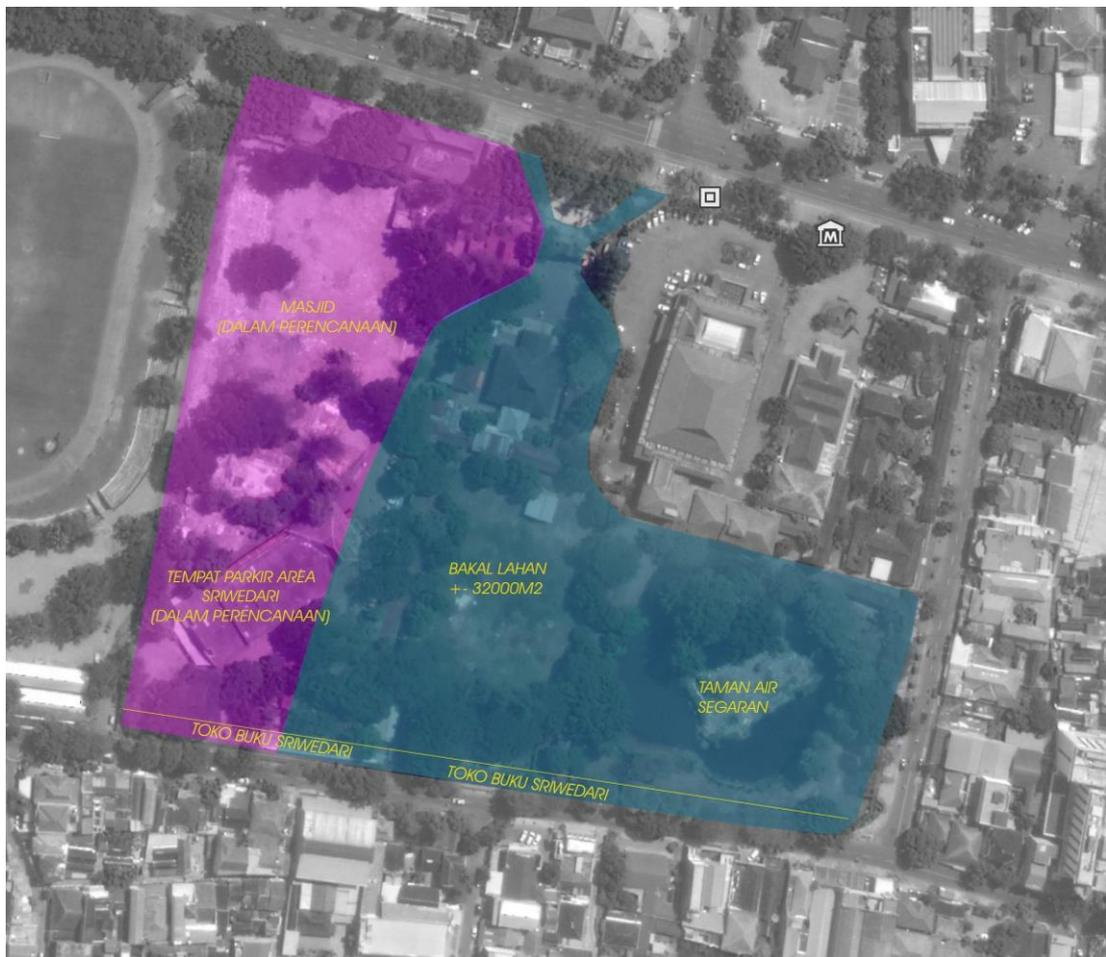 MASJID
(DALAM PERENCANAAN)
TEMPAT PARKIR AREA
SRIWEDARI
(DALAM PERENCANAAN)
BAKAL LAHAN
+- 32000M2
TAMAN AIR
SEGARAN
TOKO BUKU SRIWEDARI
TOKO BUKU SRIWEDARI
M